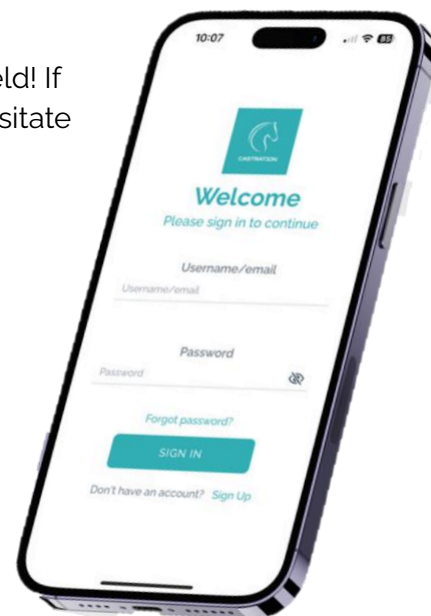 eld! If
sitate
10:07
85
CASTRATION
Welcome
Please sign in to continue
Username/email
Username/email
Password
Password
Forgot password?
SIGN IN
Don't have an account? Sign Up